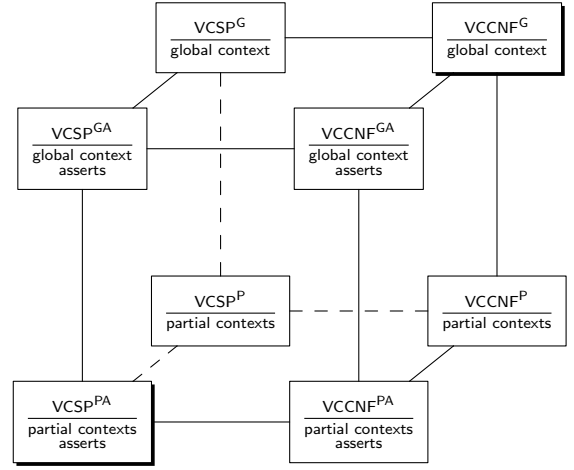 VCSP^G
global context
VCCNF^G
global context
VCSP^GA
global context
asserts
VCCNF^GA
global context
asserts
VCSP^P
partial contexts
VCCNF^P
partial contexts
VCSP^PA
partial contexts
asserts
VCCNF^PA
partial contexts
asserts